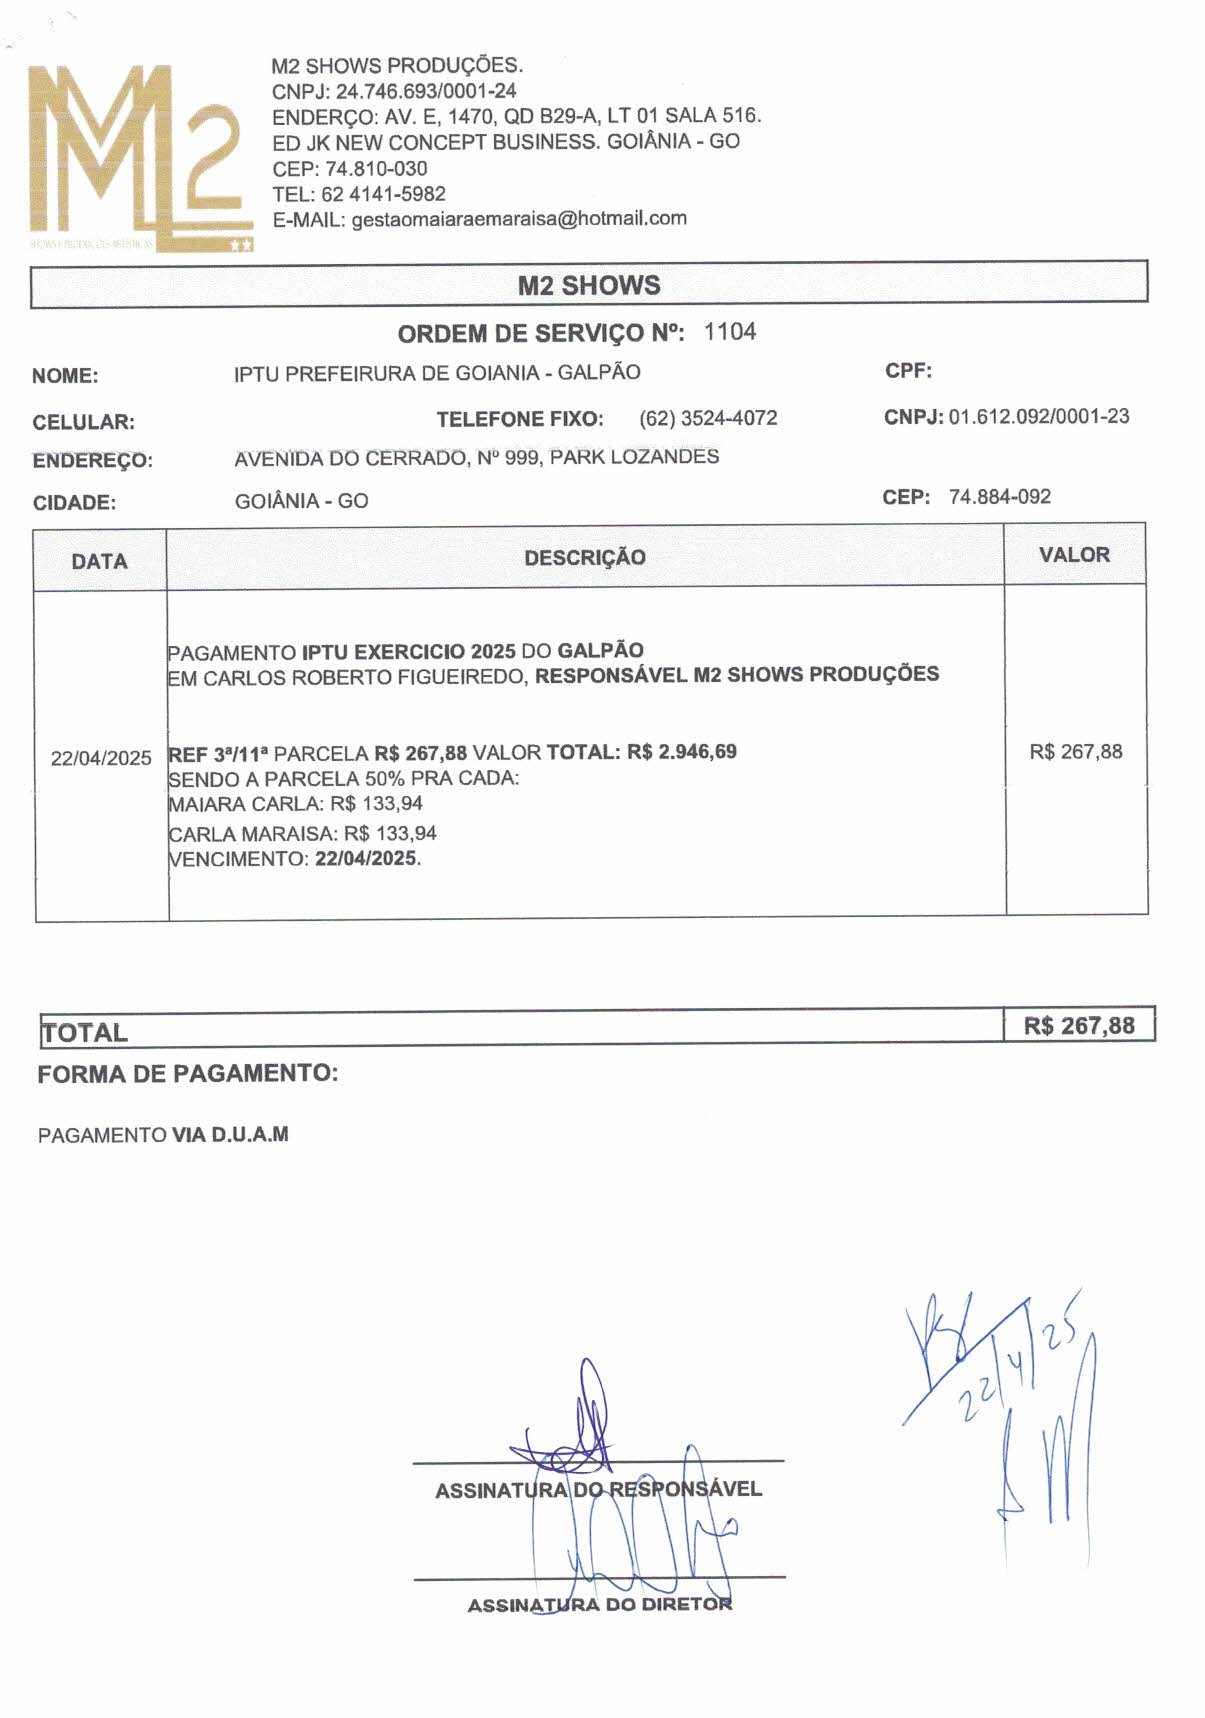 M2 SHOWS PRODUÇÕES.
CNPJ: 24.746.693/0001-24
ENDERÇO: AV. E, 1470, QD B29-A, LT 01 SALA 516.
ED JK NEW CONCEPT BUSINESS. GOIÂNIA - GO
CEP: 74.810-030
TEL: 62 4141-5982
E-MAIL: gestaomaiaraemaraisa@hotmail.com
M2
M2 SHOWS
ORDEM DE SERVIÇO Nº: 1104
NOME: IPTU PREFEIRURA DE GOIANIA - GALPÃO CPF:
CELULAR: TELEFONE FIXO: (62) 3524-4072 CNPJ: 01.612.092/0001-23
ENDEREÇO: AVENIDA DO CERRADO, Nº 999, PARK LOZANDES
CIDADE: GOIÂNIA - GO CEP: 74.884-092
DATA DESCRIÇÃO VALOR
PAGAMENTO IPTU EXERCICIO 2025 DO GALPÃO
EM CARLOS ROBERTO FIGUEIREDO, RESPONSÁVEL M2 SHOWS PRODUÇÕES
22/04/2025 REF 3ª/11ª PARCELA R$ 267,88 VALOR TOTAL: R$ 2.946,69 R$ 267,88
SENDO A PARCELA 50% PRA CADA:
MAIARA CARLA: R$ 133,94
CARLA MARAISA: R$ 133,94
VENCIMENTO: 22/04/2025.
TOTAL R$ 267,88
FORMA DE PAGAMENTO:
PAGAMENTO VIA D.U.A.M
22/4/25
ASSINATURA DO RESPONSÁVEL
ASSINATURA DO DIRETOR